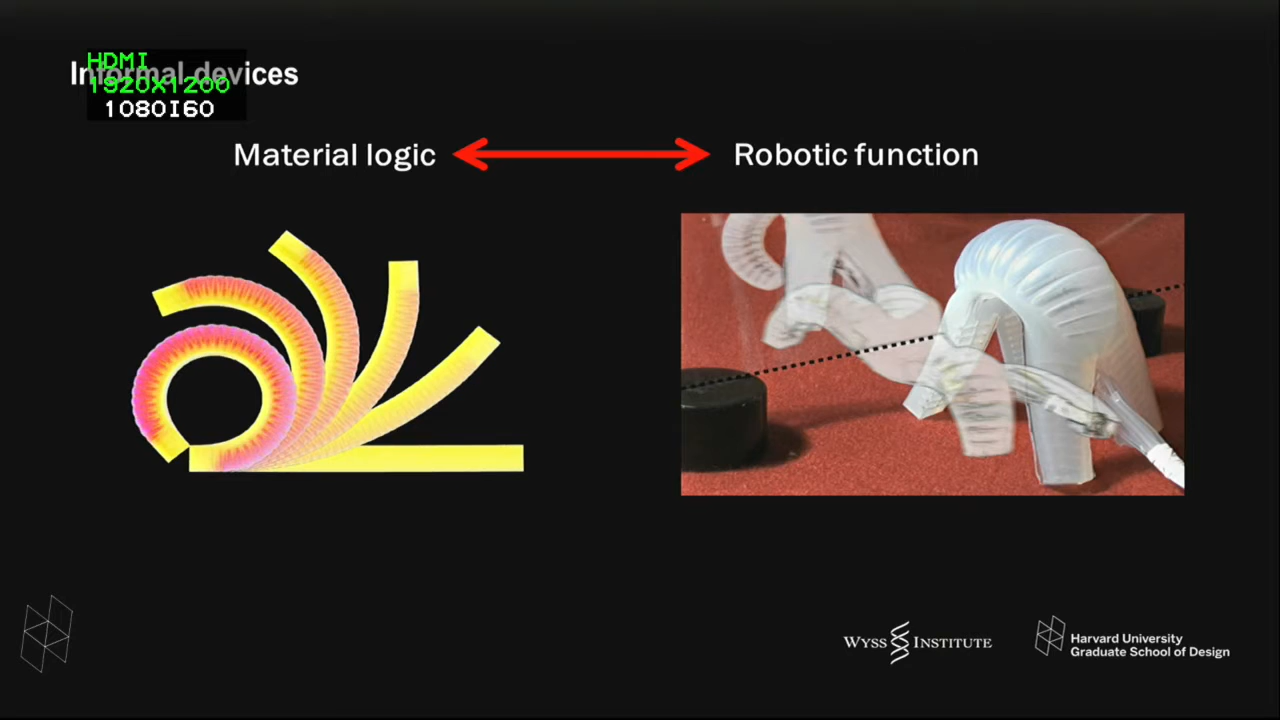 Informal devices
HDMI
1920X1200
1080I60
Material logic
Robotic function
WYSS INSTITUTE
Harvard University
Graduate School of Design